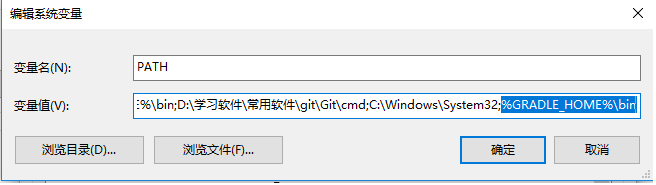 编辑系统变量
变量名(N):
PATH
变量值(V):
%\bin;D:\学习软件\常用软件\git\Git\cmd;C:\Windows\System32;%GRADLE_HOME%\bin
浏览目录(D)... 浏览文件(F)... 确定 取消